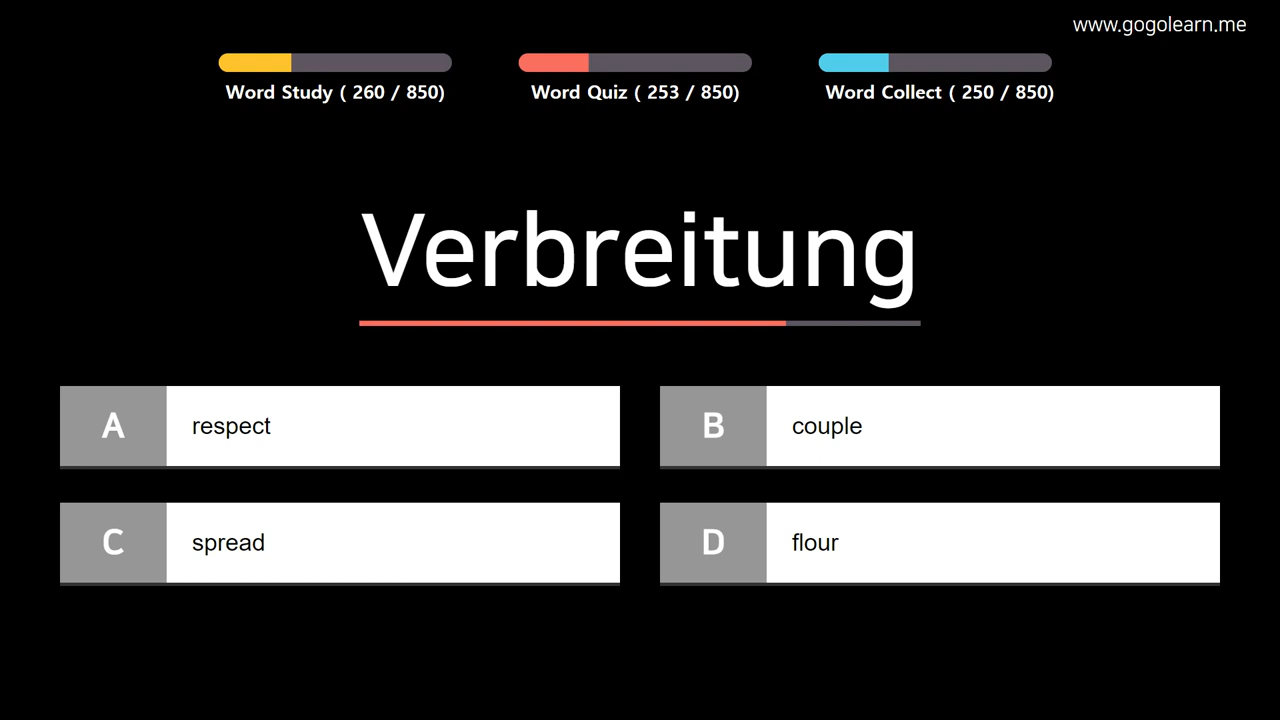 www.gogolearn.me
Word Study ( 260 / 850)
Word Quiz ( 253 / 850)
Word Collect ( 250 / 850)
Verbreitung
A respect
B couple
C spread
D flour